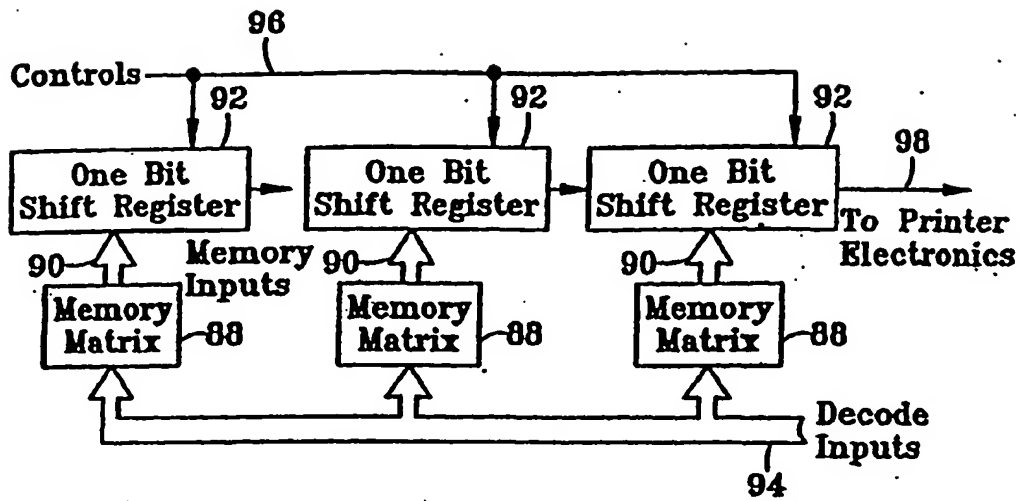 96
Controls
92
92
92
98
One Bit
Shift Register
One Bit
Shift Register
One Bit
Shift Register
To Printer
Electronics
90
Memory
Inputs
90
90
Memory
Matrix
88
Memory
Matrix
88
Memory
Matrix
88
Decode
Inputs
94